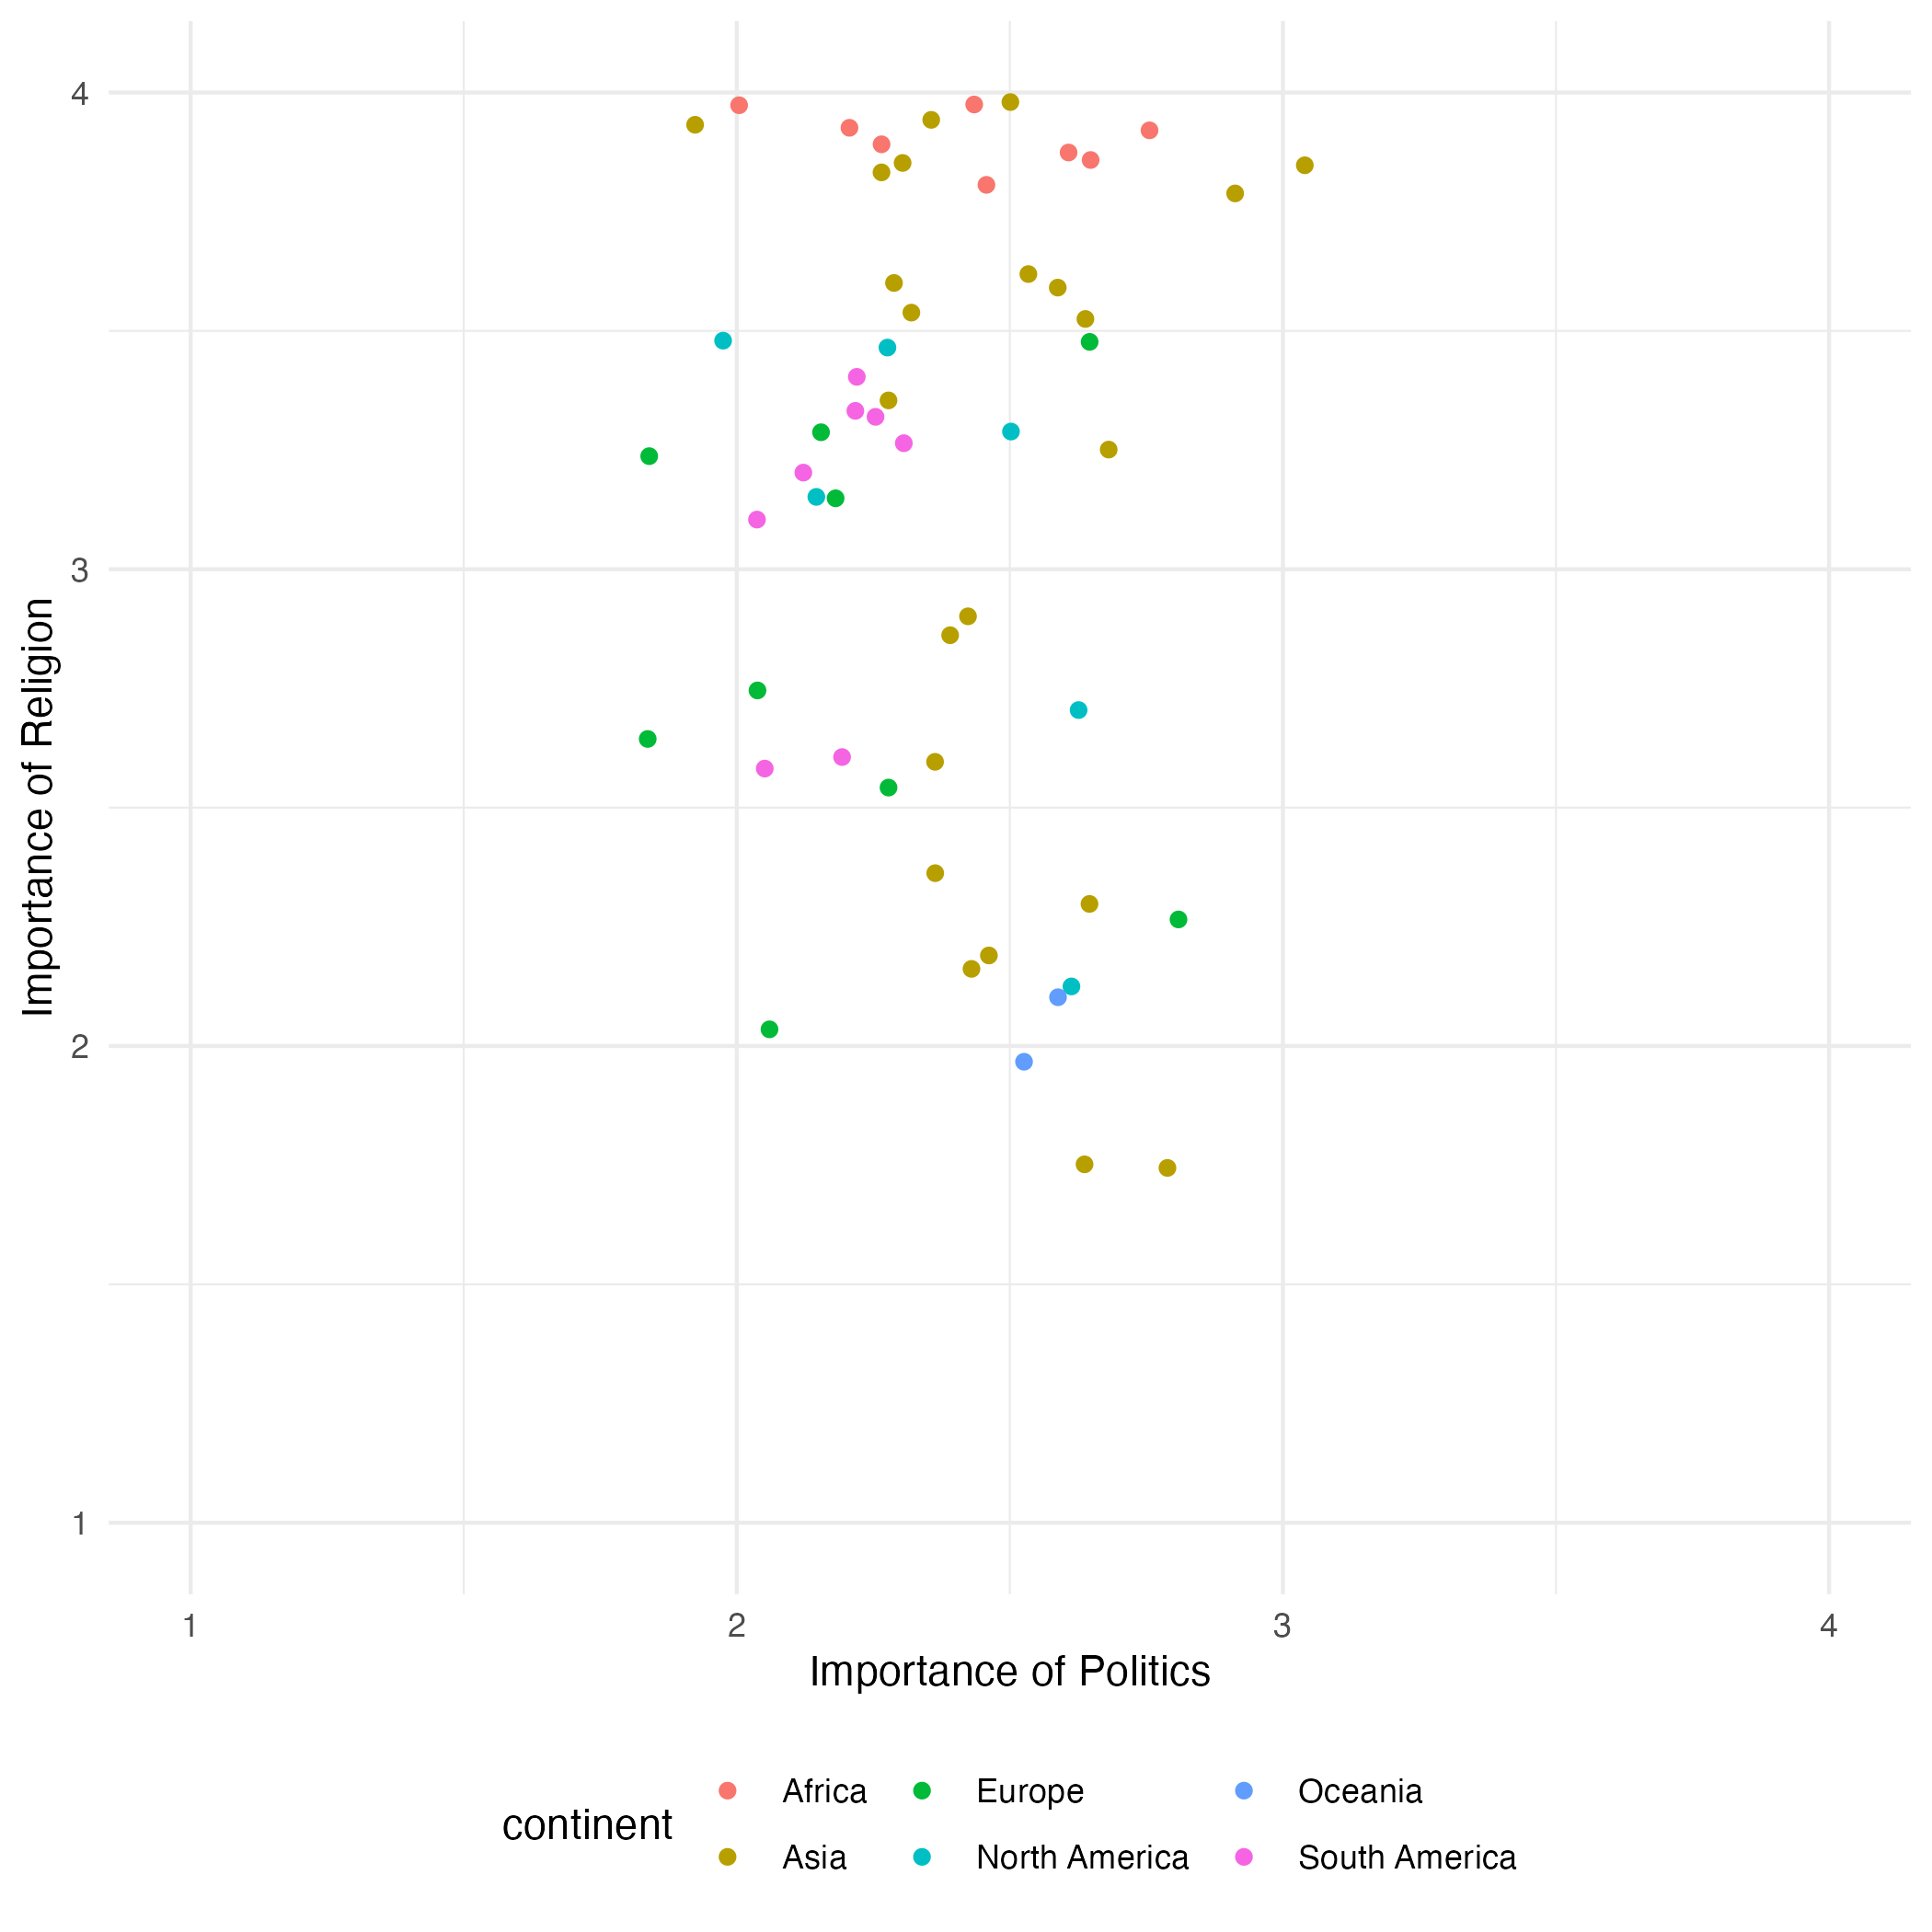 4
3
2
1
Importance of Religion
1 2 3 4
Importance of Politics
continent
Africa Europe Oceania
Asia North America South America